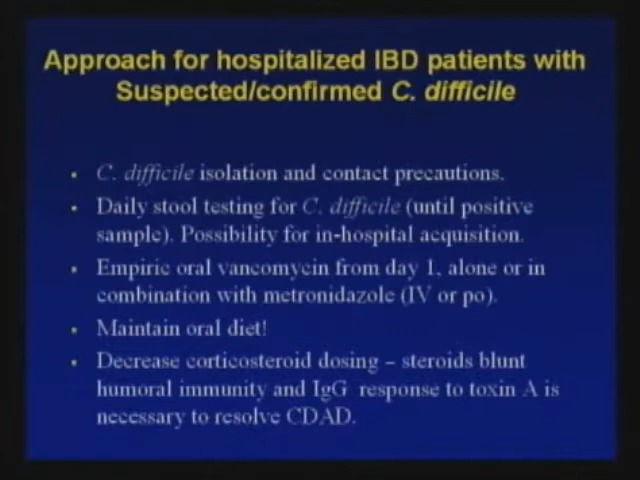 Approach for hospitalized IBD patients with
Suspected/confirmed C. difficile
• C. difficile isolation and contact precautions.
• Daily stool testing for C. difficile (until positive
sample). Possibility for in-hospital acquisition.
• Empiric oral vancomycin from day 1, alone or in
combination with metronidazole (IV or po).
• Maintain oral diet!
• Decrease corticosteroid dosing – steroids blunt
humoral immunity and IgG response to toxin A is
necessary to resolve CDAD.